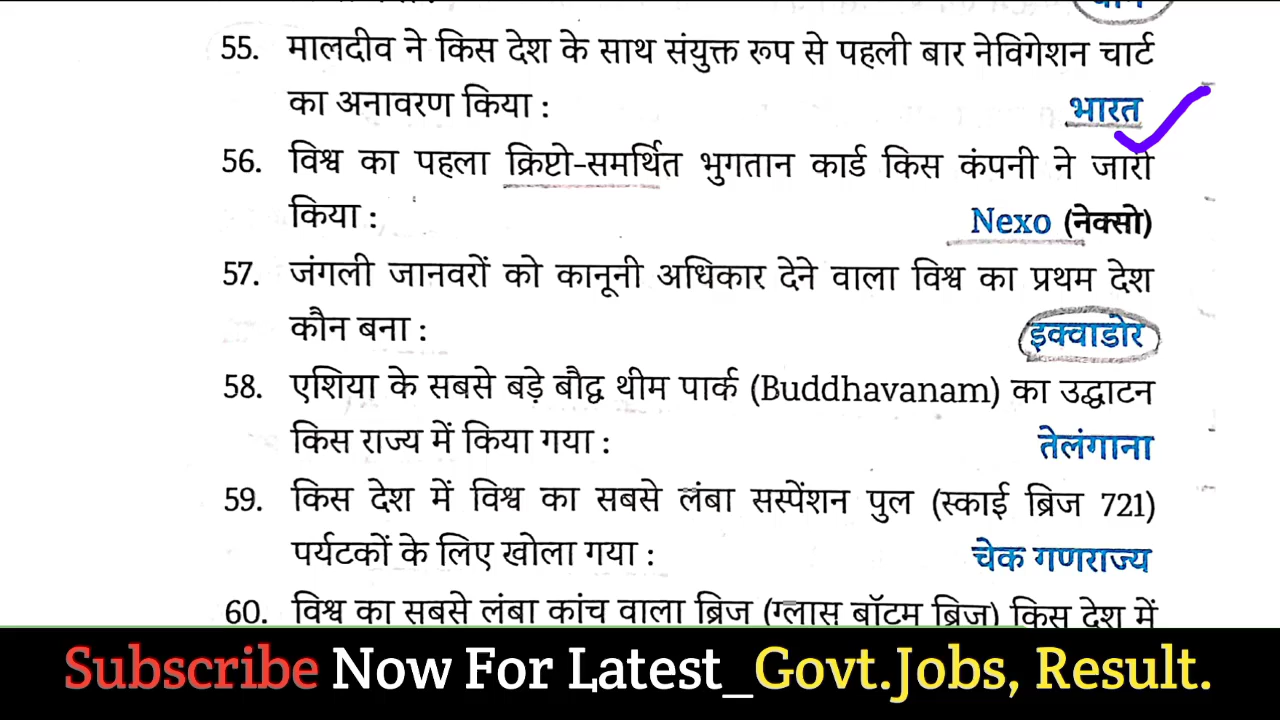 55. मालदीव ने किस देश के साथ संयुक्त रूप से पहली बार नेविगेशन चार्ट
का अनावरण किया : भारत
56. विश्व का पहला क्रिप्टो-समर्थित भुगतान कार्ड किस कंपनी ने जारी
किया : Nexo (नेक्सो)
57. जंगली जानवरों को कानूनी अधिकार देने वाला विश्व का प्रथम देश
कौन बना : इक्वाडोर
58. एशिया के सबसे बड़े बौद्ध थीम पार्क (Buddhavanam) का उद्घाटन
किस राज्य में किया गया : तेलंगाना
59. किस देश में विश्व का सबसे लंबा सस्पेंशन पुल (स्काई ब्रिज 721)
पर्यटकों के लिए खोला गया : चेक गणराज्य
60. विश्व का सबसे लंबा कांच वाला ब्रिज (ग्लास बॉटम ब्रिज) किस देश में
Subscribe Now For Latest_Govt.Jobs, Result.